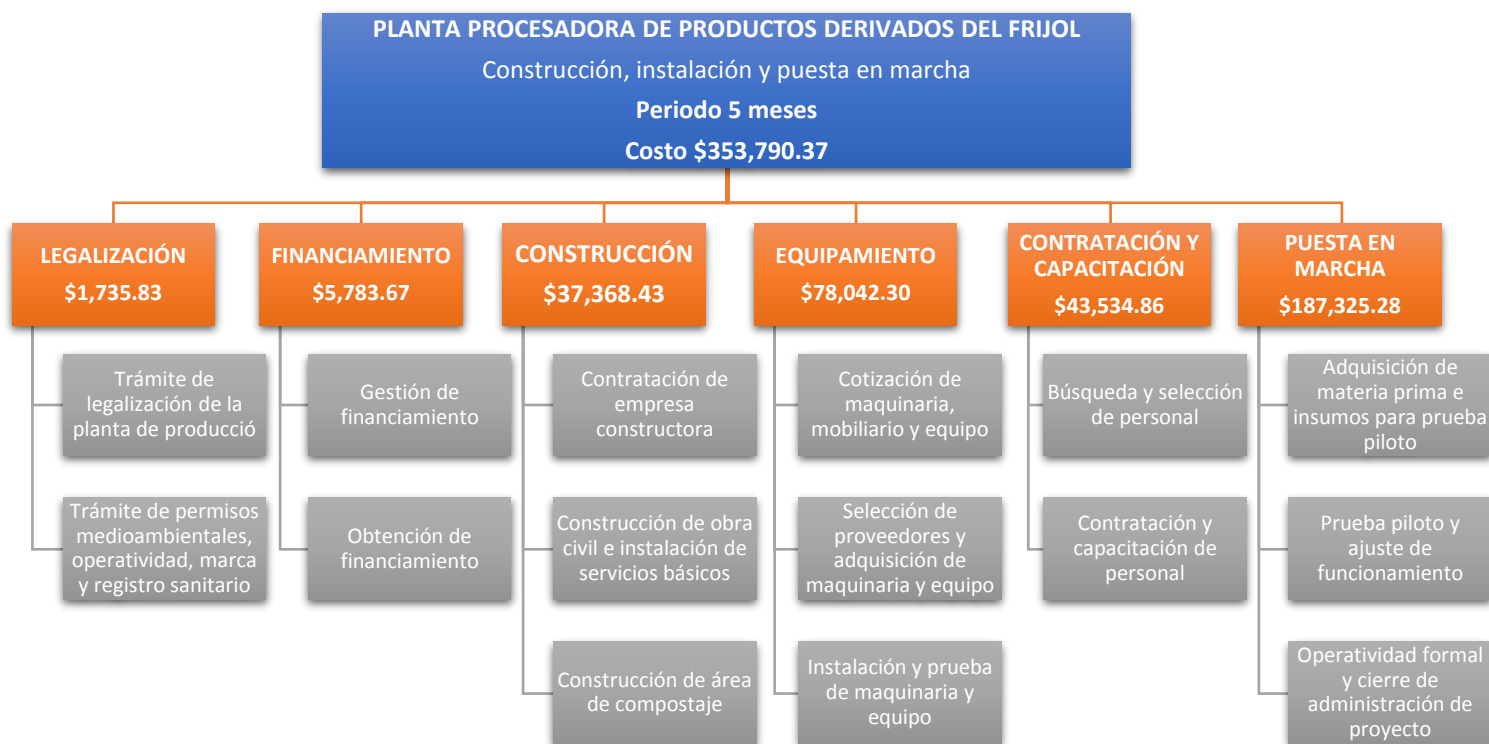 PLANTA PROCESADORA DE PRODUCTOS DERIVADOS DEL FRIJOL
Construcción, instalación y puesta en marcha
Periodo 5 meses
Costo $353,790.37
LEGALIZACIÓN
$1,735.83
Trámite de
legalización de la
planta de producció
Trámite de permisos
medioambientales,
operatividad, marca
y registro sanitario
FINANCIAMIENTO
$5,783.67
Gestión de
financiamiento
Obtención de
financiamiento
CONSTRUCCIÓN
$37,368.43
Contratación de
empresa
constructora
Construcción de obra
civil e instalación de
servicios básicos
Construcción de área
de compostaje
EQUIPAMIENTO
$78,042.30
Cotización de
maquinaria,
mobiliario y equipo
Selección de
proveedores y
adquisición de
maquinaria y equipo
Instalación y prueba
de maquinaria y
equipo
CONTRATACIÓN Y
CAPACITACIÓN
$43,534.86
Búsqueda y selección
de personal
Contratación y
capacitación de
personal
PUESTA EN
MARCHA
$187,325.28
Adquisición de
materia prima e
insumos para prueba
piloto
Prueba piloto y
ajuste de
funcionamiento
Operatividad formal
y cierre de
administración de
proyecto